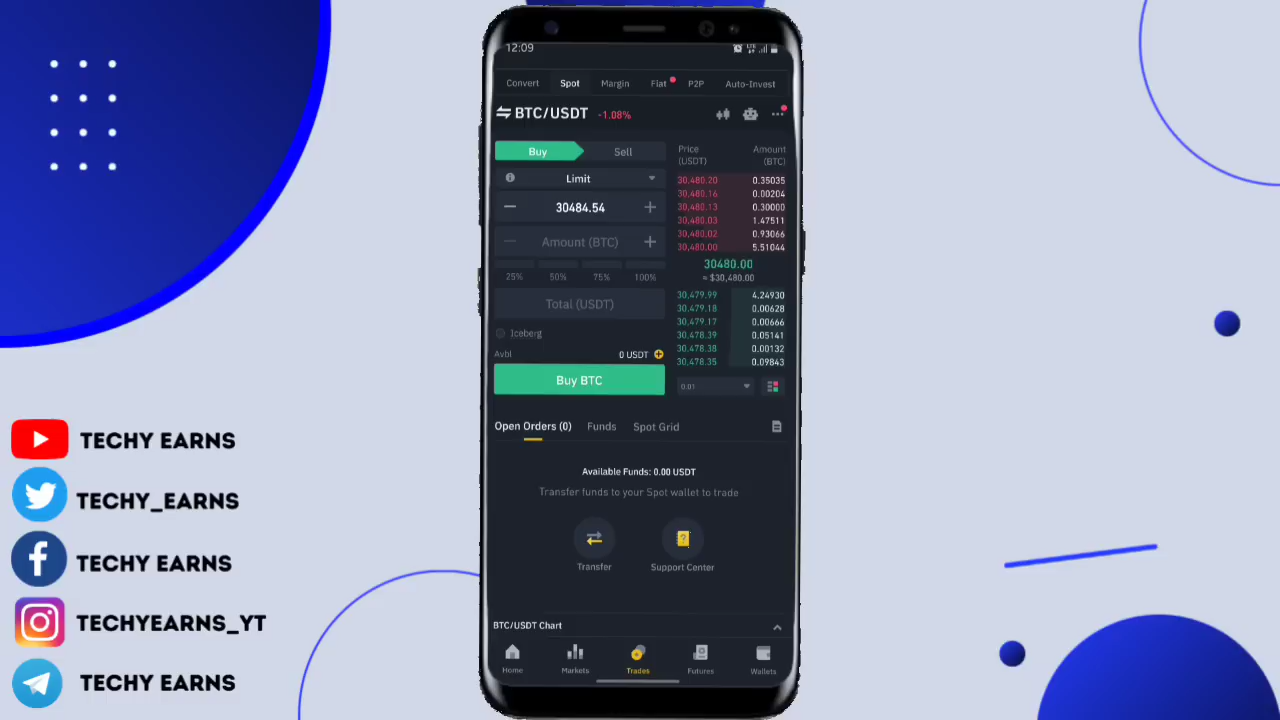 12:09
Convert Spot Margin Fiat P2P Auto-Invest
BTC/USDT -1.08%
Buy Sell
Limit
30484.54
Amount (BTC)
25% 50% 75% 100%
Total (USDT)
Iceberg
Avbl 0 USDT
Buy BTC
Price (USDT) Amount (BTC)
30,480.20 0.35035
30,480.16 0.00204
30,480.13 0.30000
30,480.03 1.47511
30,480.02 0.93066
30,480.00 5.51044
30480.00
≈ $30,480.00
30,479.99 4.24930
30,479.18 0.00628
30,479.17 0.00666
30,478.39 0.05141
30,478.38 0.00132
30,478.35 0.09843
0.01
Open Orders (0) Funds Spot Grid
Available Funds: 0.00 USDT
Transfer funds to your Spot wallet to trade
Transfer Support Center
BTC/USDT Chart
Home Markets Trades Futures Wallets
TECHY EARNS
TECHY_EARNS
TECHY EARNS
TECHYEARNS_YT
TECHY EARNS